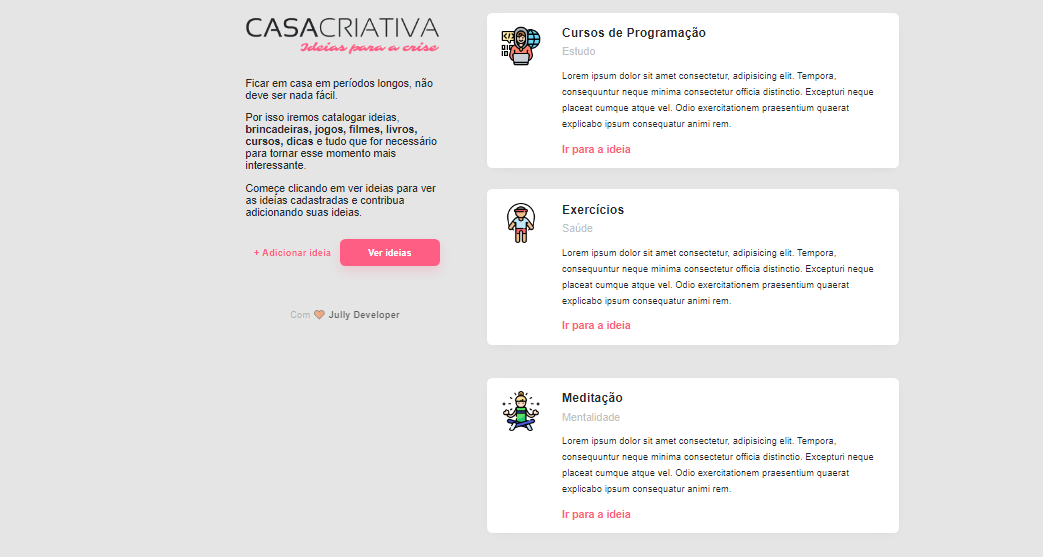 CASACRIATIVA
Ideias para a crise
Ficar em casa em períodos longos, não
deve ser nada fácil.
Por isso iremos catalogar ideias,
brincadeiras, jogos, filmes, livros,
cursos, dicas e tudo que for necessário
para tornar esse momento mais
interessante.
Começe clicando em ver ideias para ver
as ideías cadastradas e contribua
adicionando suas ideias.
+ Adicionar ideia
Ver ideias
Com Jully Developer
Cursos de Programação
Estudo
Lorem ipsum dolor sit amet consectetur, adipisicing elit. Tempora,
consequuntur neque minima consectetur officia distinctio. Excepturi neque
placeat cumque atque vel. Odio exercitationem praesentium quaerat
explicabo ipsum consequatur animi rem.
Ir para a ideia
Exercícios
Saúde
Lorem ipsum dolor sit amet consectetur, adipisicing elit. Tempora,
consequuntur neque minima consectetur officia distinctio. Excepturi neque
placeat cumque atque vel. Odio exercitationem praesentium quaerat
explicabo ipsum consequatur animi rem.
Ir para a ideia
Meditação
Mentalidade
Lorem ipsum dolor sit amet consectetur, adipisicing elit. Tempora,
consequuntur neque minima consectetur officia distinctio. Excepturi neque
placeat cumque atque vel. Odio exercitationem praesentium quaerat
explicabo ipsum consequatur animi rem.
Ir para a ideia